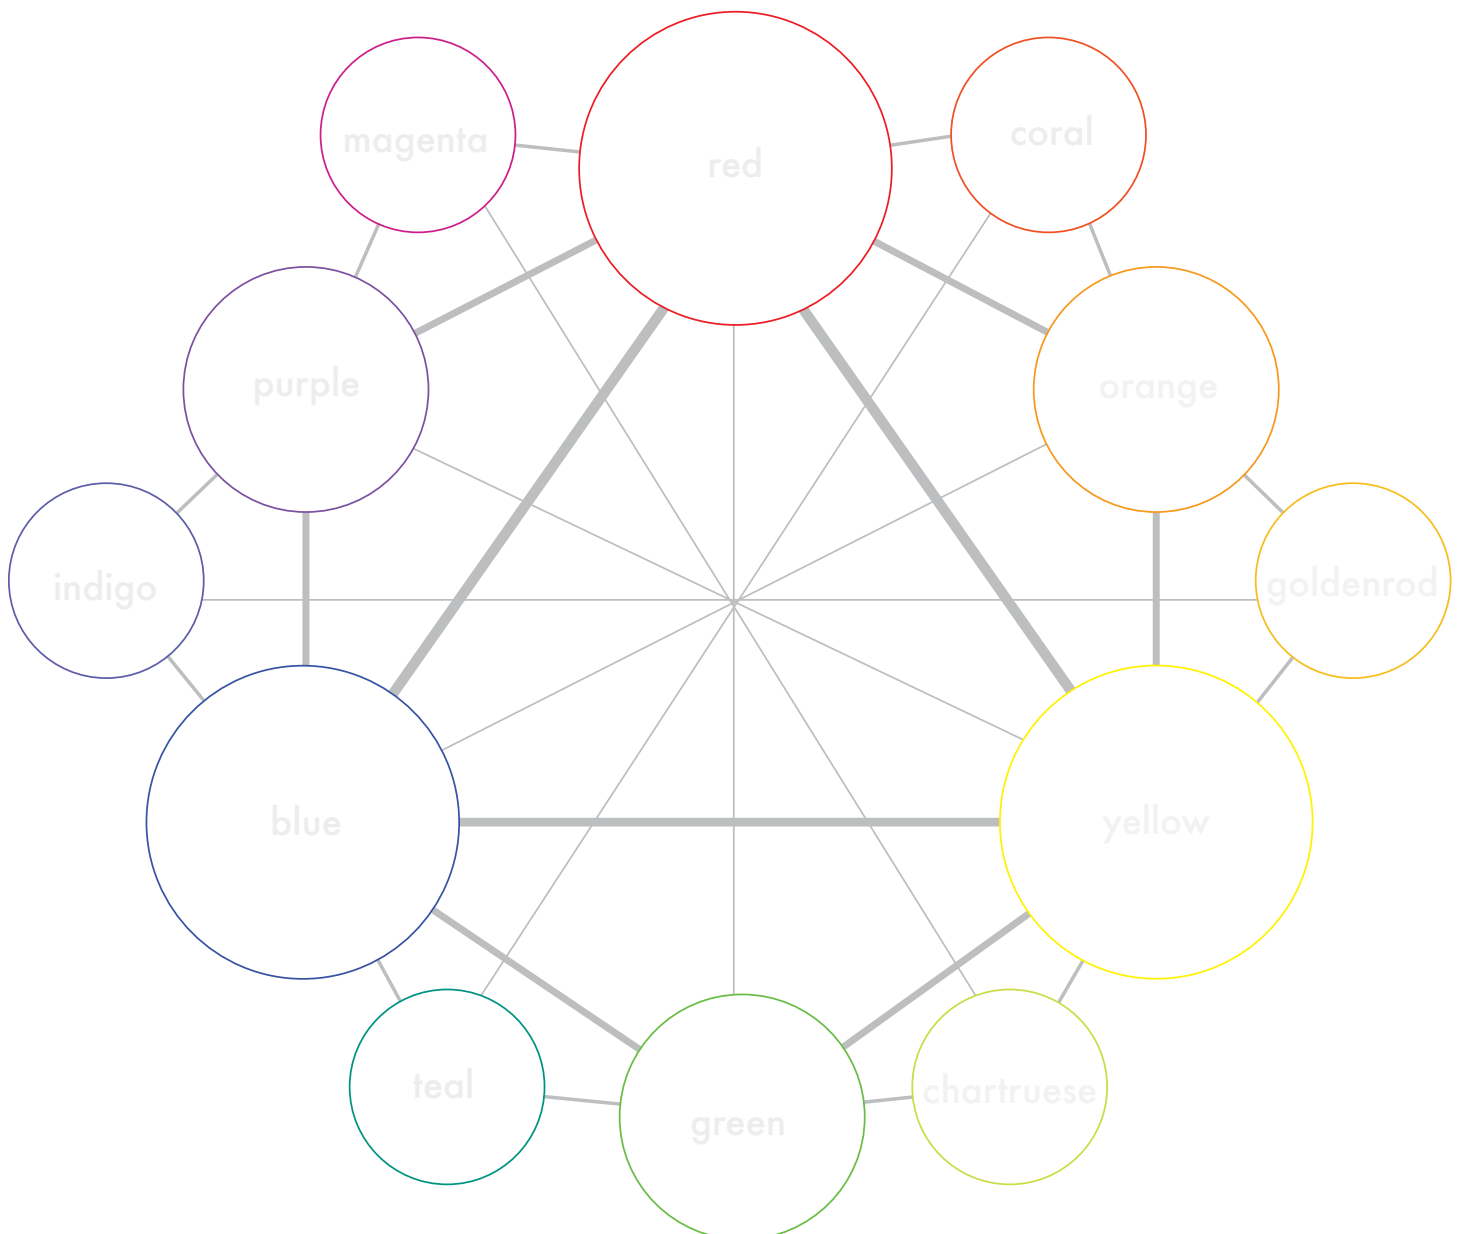 magenta
red
coral
purple
orange
indigo
goldenrod
blue
yellow
teal
green
chartruese